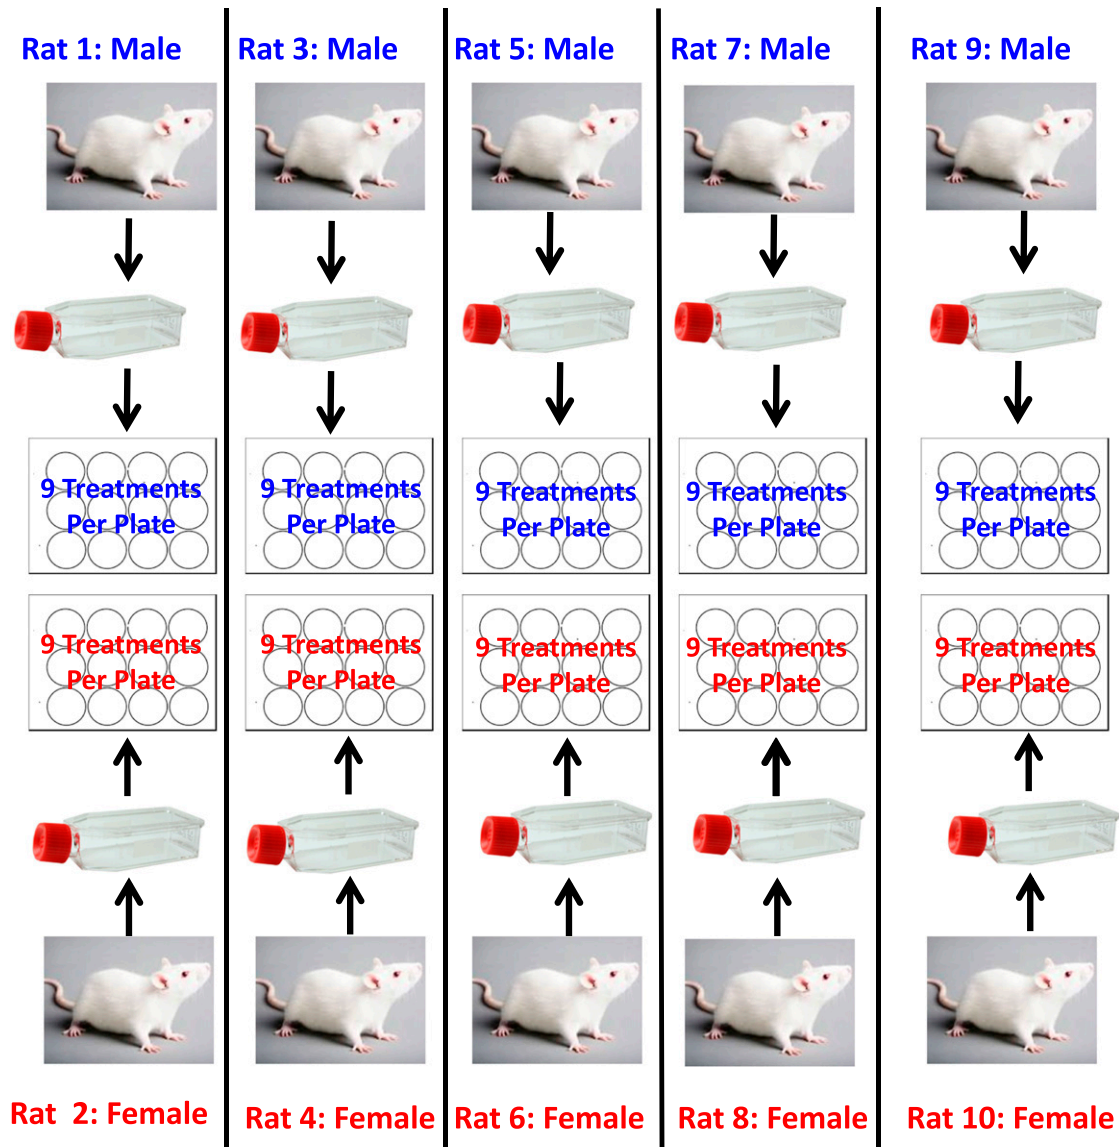 Rat 1: Male
Rat 3: Male
Rat 5: Male
Rat 7: Male
Rat 9: Male
9 Treatments
Per Plate
9 Treatments
Per Plate
9 Treatments
Per Plate
9 Treatments
Per Plate
9 Treatments
Per Plate
9 Treatments
Per Plate
9 Treatments
Per Plate
9 Treatments
Per Plate
9 Treatments
Per Plate
9 Treatments
Per Plate
Rat 2: Female
Rat 4: Female
Rat 6: Female
Rat 8: Female
Rat 10: Female